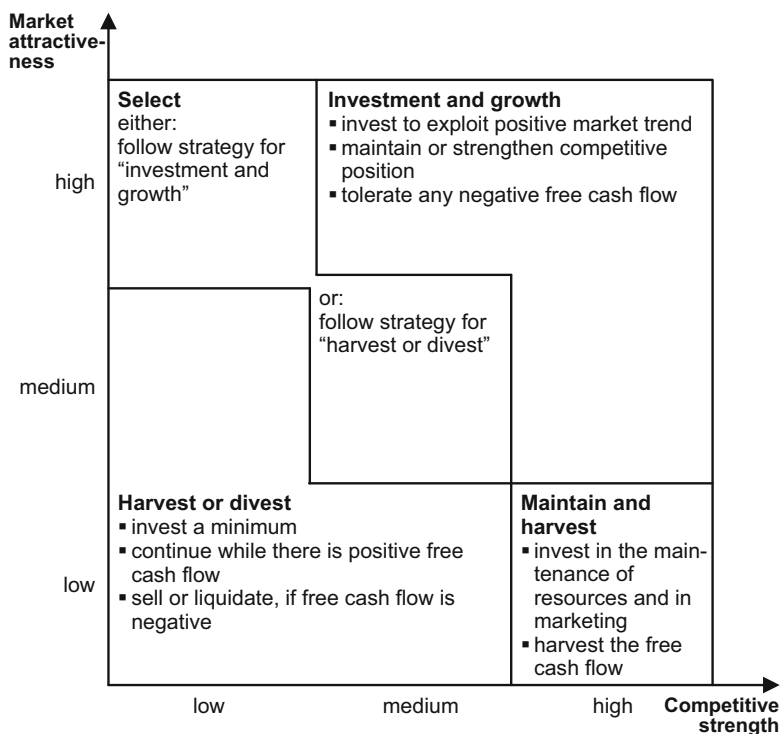 Market
attractive-
ness
Select
either:
follow strategy for
“investment and
growth”
Investment and growth
▪ invest to exploit positive market trend
▪ maintain or strengthen competitive
position
▪ tolerate any negative free cash flow
high
or:
follow strategy for
“harvest or divest”
medium
Harvest or divest
▪ invest a minimum
▪ continue while there is positive free
cash flow
▪ sell or liquidate, if free cash flow is
negative
Maintain and
harvest
▪ invest in the main-
tenance of
resources and in
marketing
▪ harvest the free
cash flow
low
low
medium
high
Competitive
strength